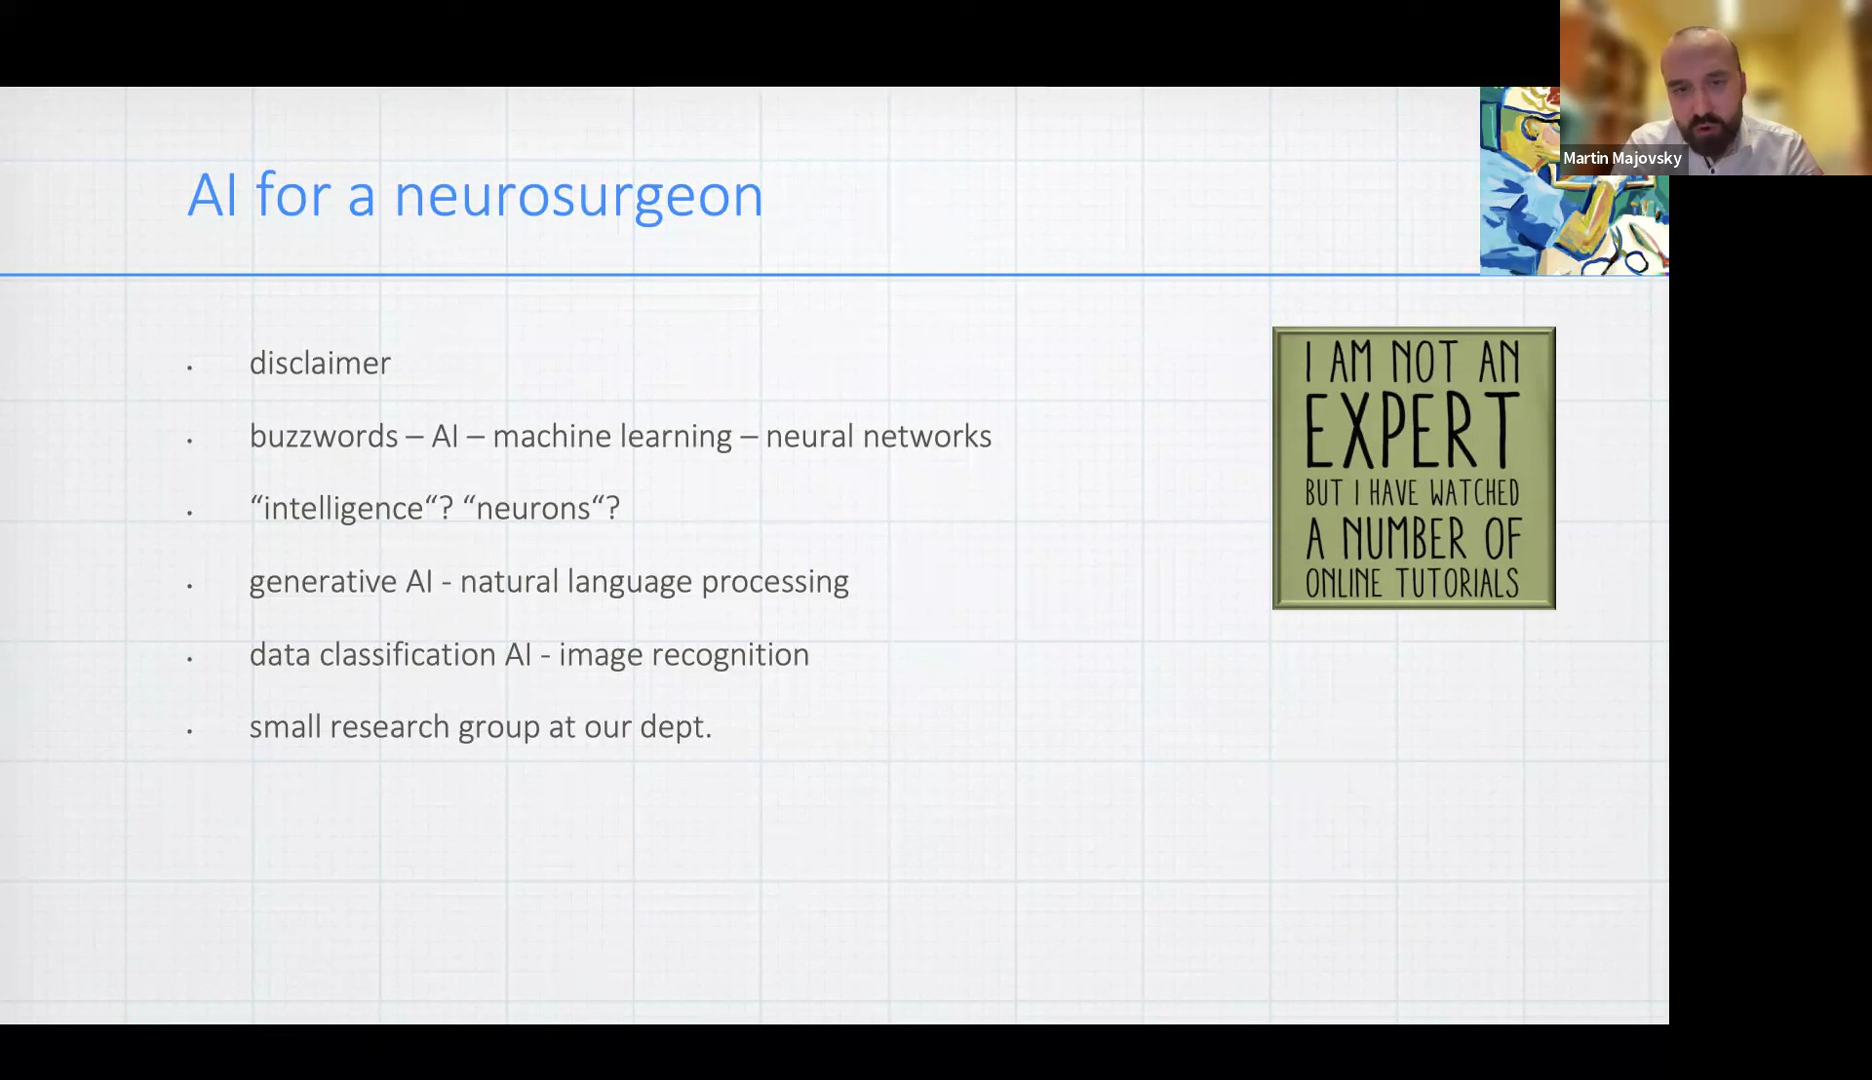 Martin Majovsky
AI for a neurosurgeon
• disclaimer
• buzzwords – AI – machine learning – neural networks
• “intelligence“? “neurons“?
• generative AI - natural language processing
• data classification AI - image recognition
• small research group at our dept.
I AM NOT AN
EXPERT
BUT I HAVE WATCHED
A NUMBER OF
ONLINE TUTORIALS